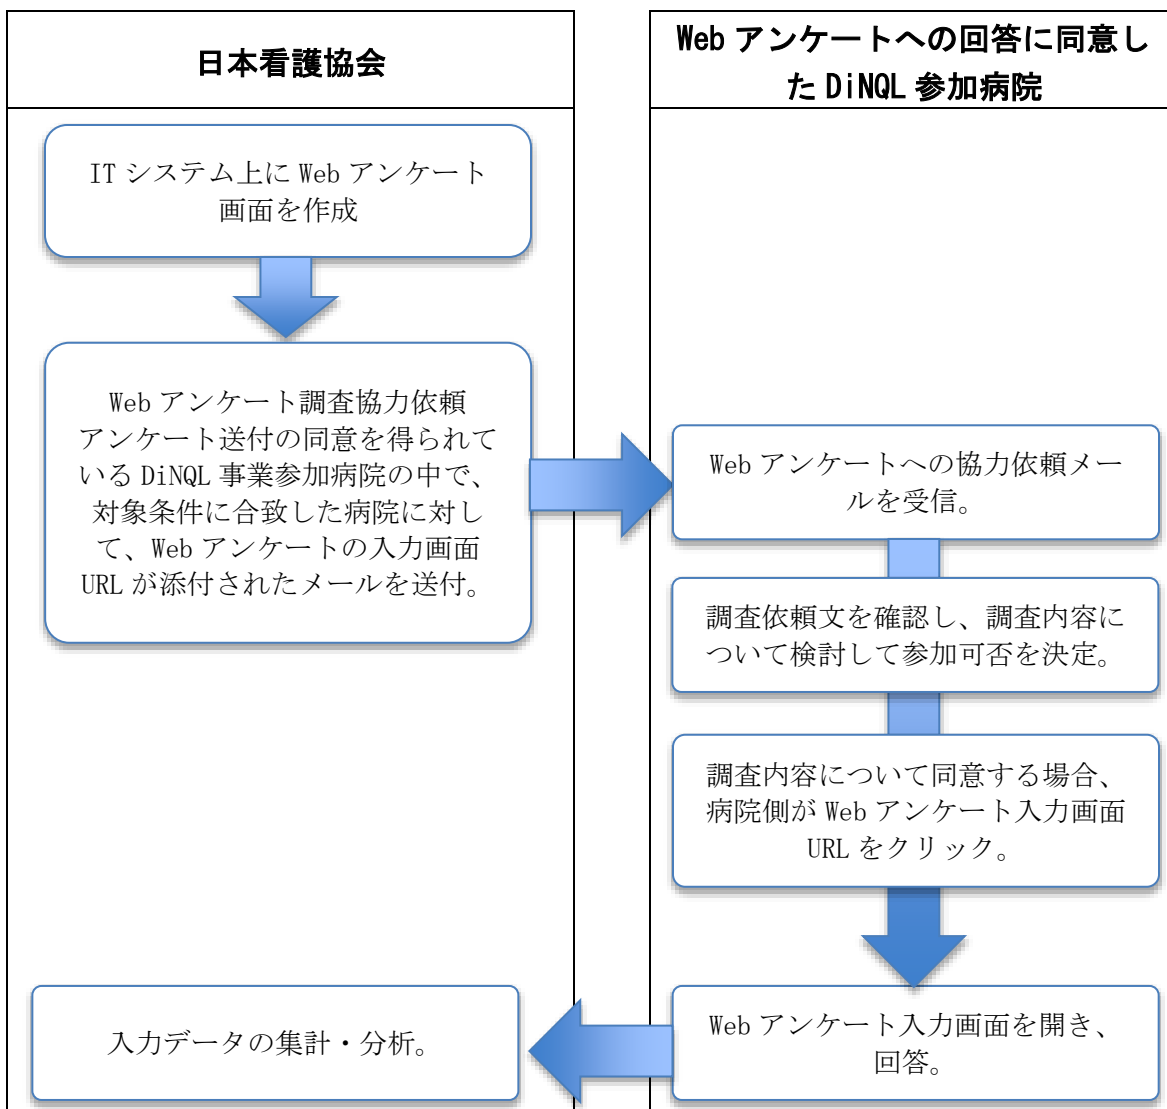 日本看護協会
Web アンケートへの回答に同意し
た DiNQL 参加病院
IT システム上に Web アンケート
画面を作成
Web アンケート調査協力依頼
アンケート送付の同意を得られて
いる DiNQL 事業参加病院の中で、
対象条件に合致した病院に対し
て、Web アンケートの入力画面
URL が添付されたメールを送付。
Web アンケートへの協力依頼メー
ルを受信。
調査依頼文を確認し、調査内容に
ついて検討して参加可否を決定。
調査内容について同意する場合、
病院側が Web アンケート入力画面
URL をクリック。
Web アンケート入力画面を開き、
回答。
入力データの集計・分析。